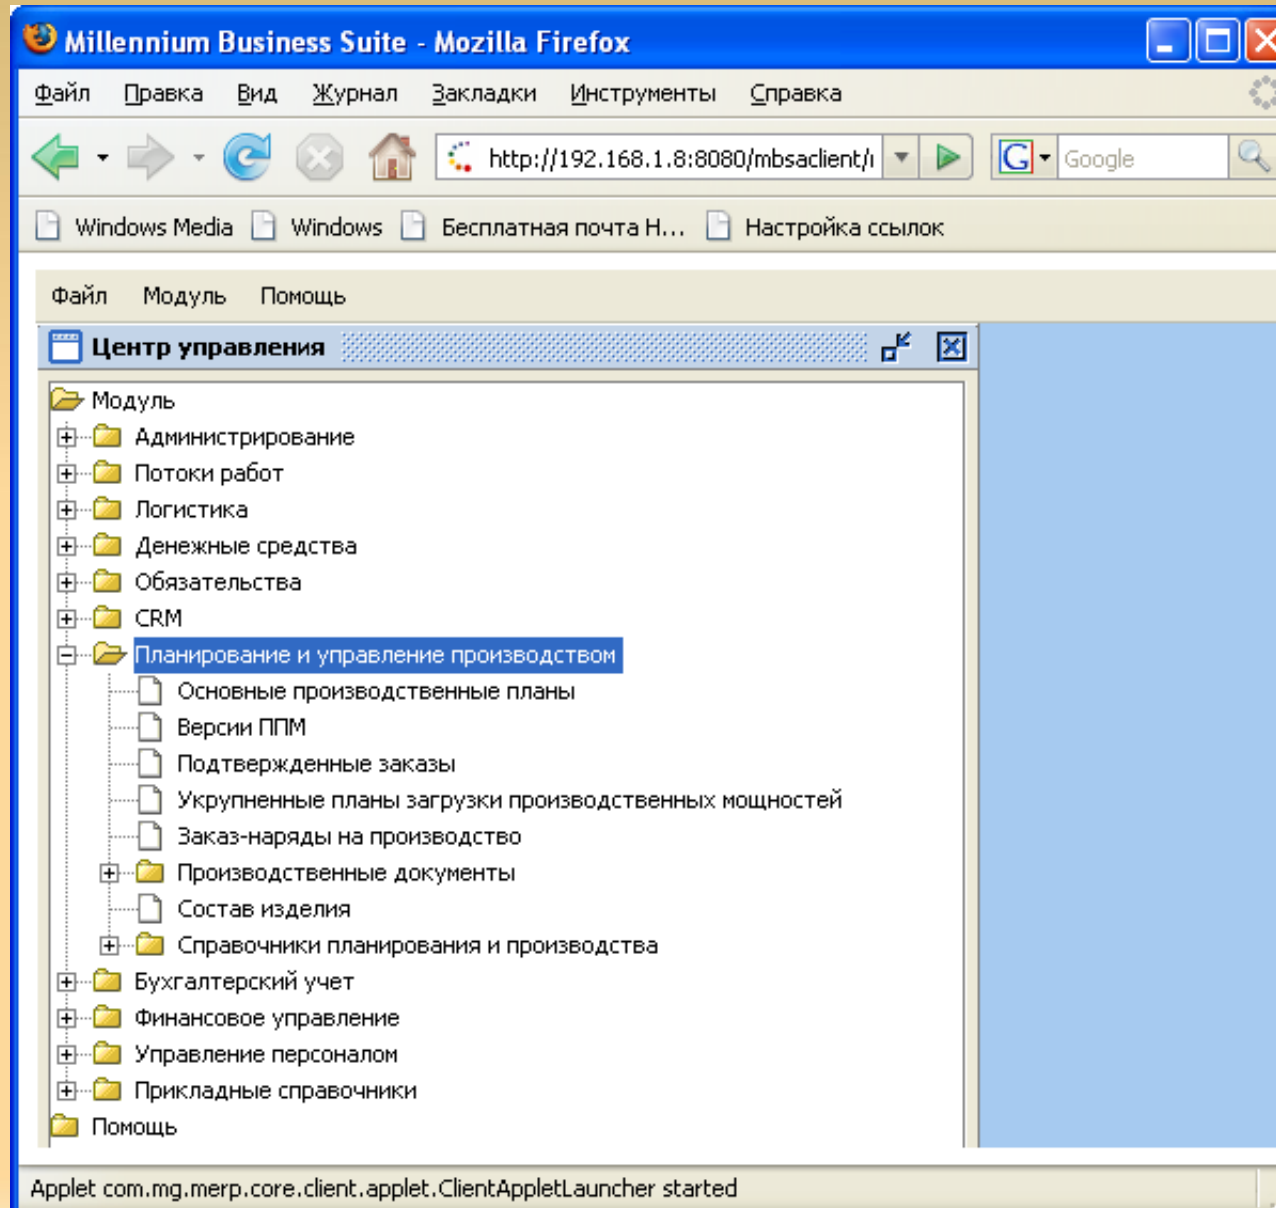 Millennium Business Suite - Mozilla Firefox
Файл Правка Вид Журнал Закладки Инструменты Справка
http://192.168.1.8:8080/mbsaclient/ Google
Windows Media Windows Бесплатная почта H... Настройка ссылок
Файл Модуль Помощь
Центр управления
Модуль
Администрирование
Потоки работ
Логистика
Денежные средства
Обязательства
CRM
Планирование и управление производством
Основные производственные планы
Версии ППМ
Подтвержденные заказы
Укрупненные планы загрузки производственных мощностей
Заказ-наряды на производство
Производственные документы
Состав изделия
Справочники планирования и производства
Бухгалтерский учет
Финансовое управление
Управление персоналом
Прикладные справочники
Помощь
Applet com.mg.merp.core.client.applet.ClientAppletLauncher started